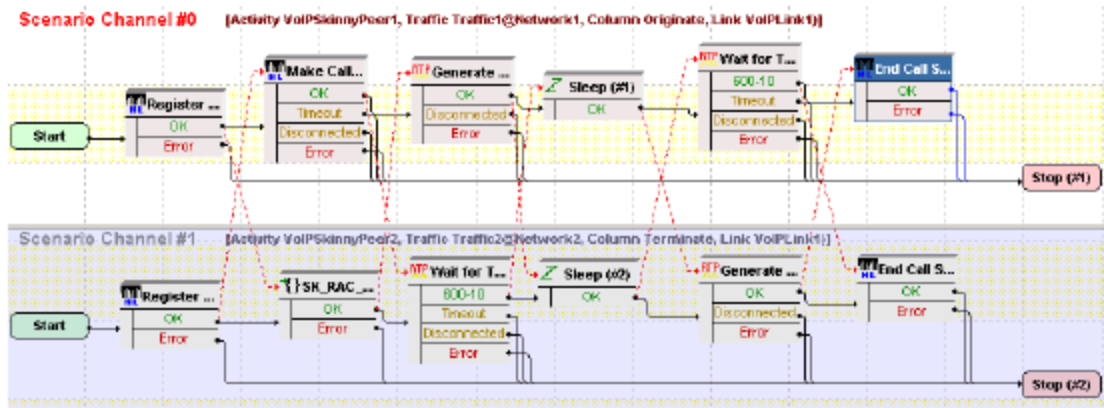 Scenario Channel #0 [Activity VoIPSkinnyPeer1, Traffic Traffic1@Network1, Column Originate, Link VoIPLink1)]
Register ...
OK
Error
Make Call...
OK
Timeout
Disconnected
Error
RTP Generate ...
OK
Disconnected
Error
Sleep (#1)
OK
RTP Wait for T...
600-10
Timeout
Disconnected
Error
End Call S...
OK
Error
Start
Stop (#1)
Scenario Channel #1 [Activity VoIPSkinnyPeer2, Traffic Traffic2@Network2, Column Terminate, Link VoIPLink1)]
Register ...
OK
Error
{}SK_RAC_...
OK
Error
RTP Wait for T...
600-10
Timeout
Disconnected
Error
Sleep (#2)
OK
RTP Generate ...
OK
Disconnected
Error
End Call S...
OK
Error
Start
Stop (#2)